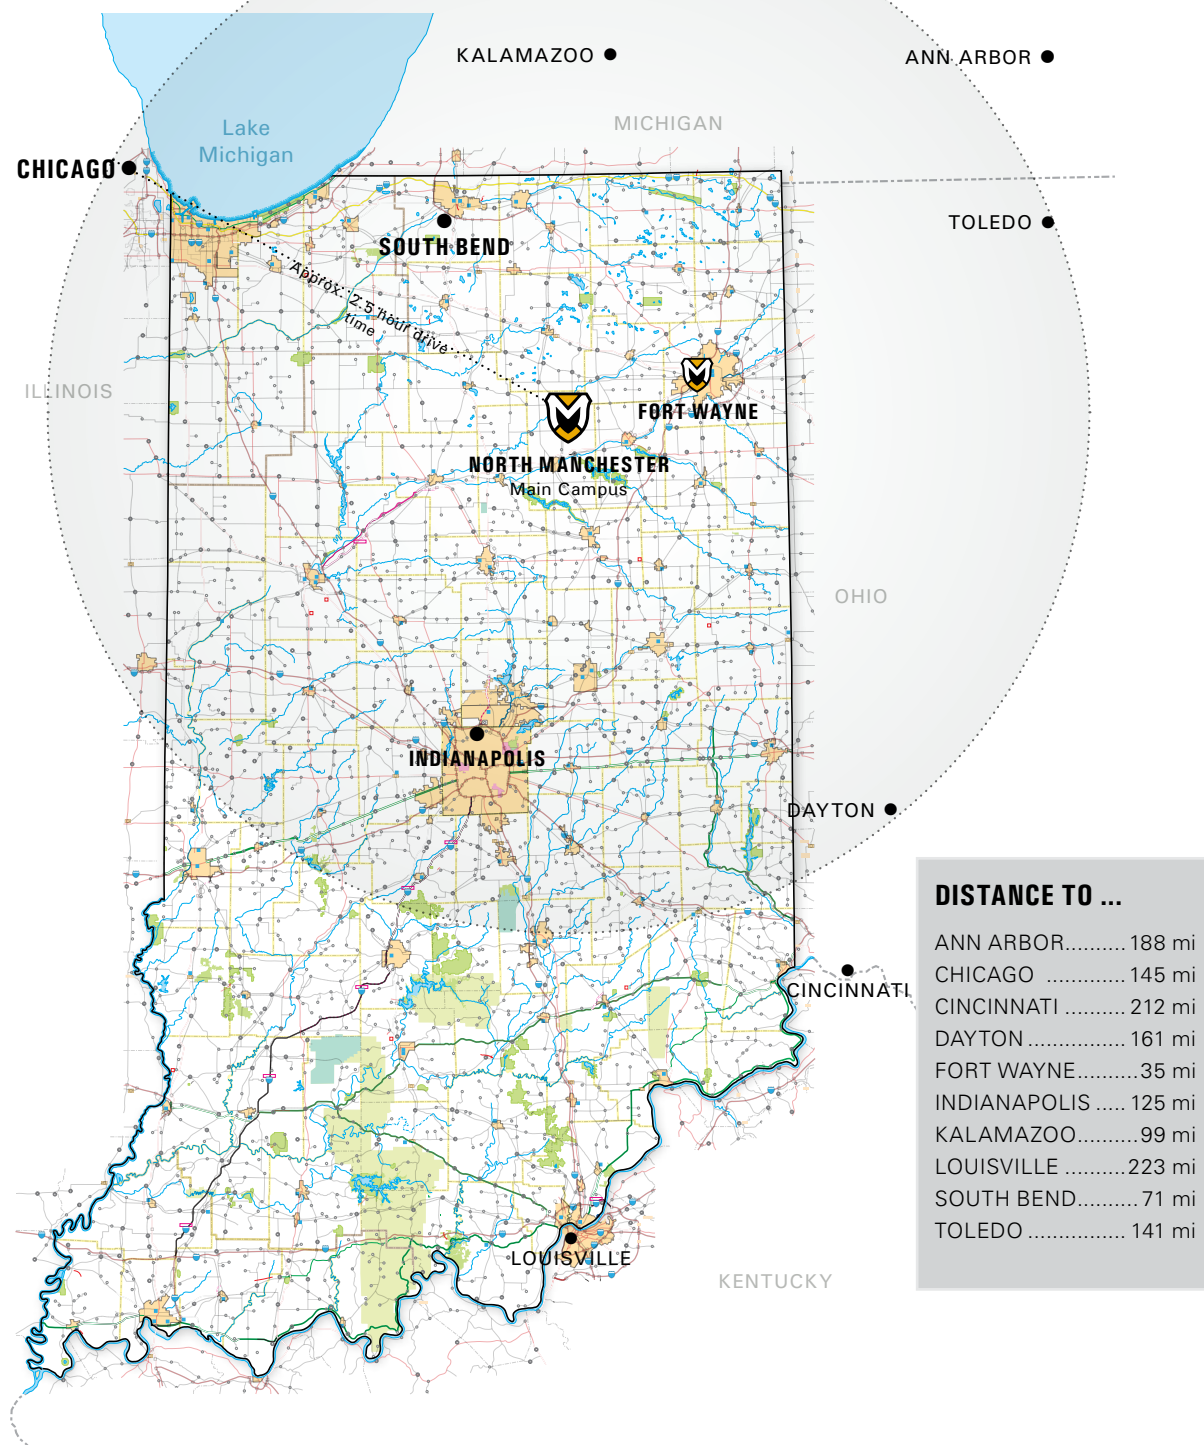 KALAMAZOO
ANN ARBOR
MICHIGAN
Lake
Michigan
CHICAGO
TOLEDO
SOUTH BEND
Approx. 2.5 hour drive
time
ILLINOIS
FORT WAYNE
NORTH MANCHESTER
Main Campus
OHIO
INDIANAPOLIS
DAYTON
CINCINNATI
LOUISVILLE
KENTUCKY
DISTANCE TO ...
ANN ARBOR.......... 188 mi
CHICAGO .............. 145 mi
CINCINNATI .......... 212 mi
DAYTON ................ 161 mi
FORT WAYNE.......... 35 mi
INDIANAPOLIS ..... 125 mi
KALAMAZOO.......... 99 mi
LOUISVILLE .......... 223 mi
SOUTH BEND.......... 71 mi
TOLEDO ................ 141 mi